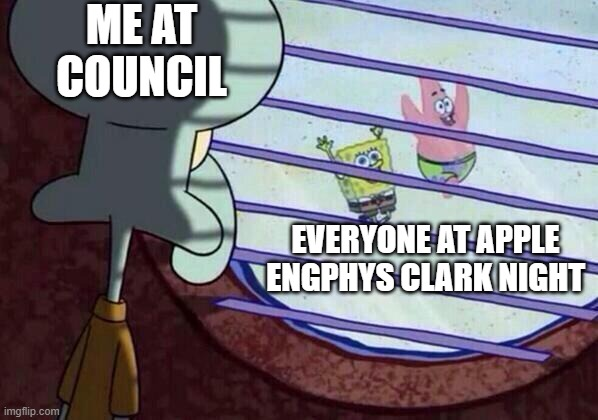 ME AT
COUNCIL
EVERYONE AT APPLE
ENGPHYS CLARK NIGHT
imgflip.com